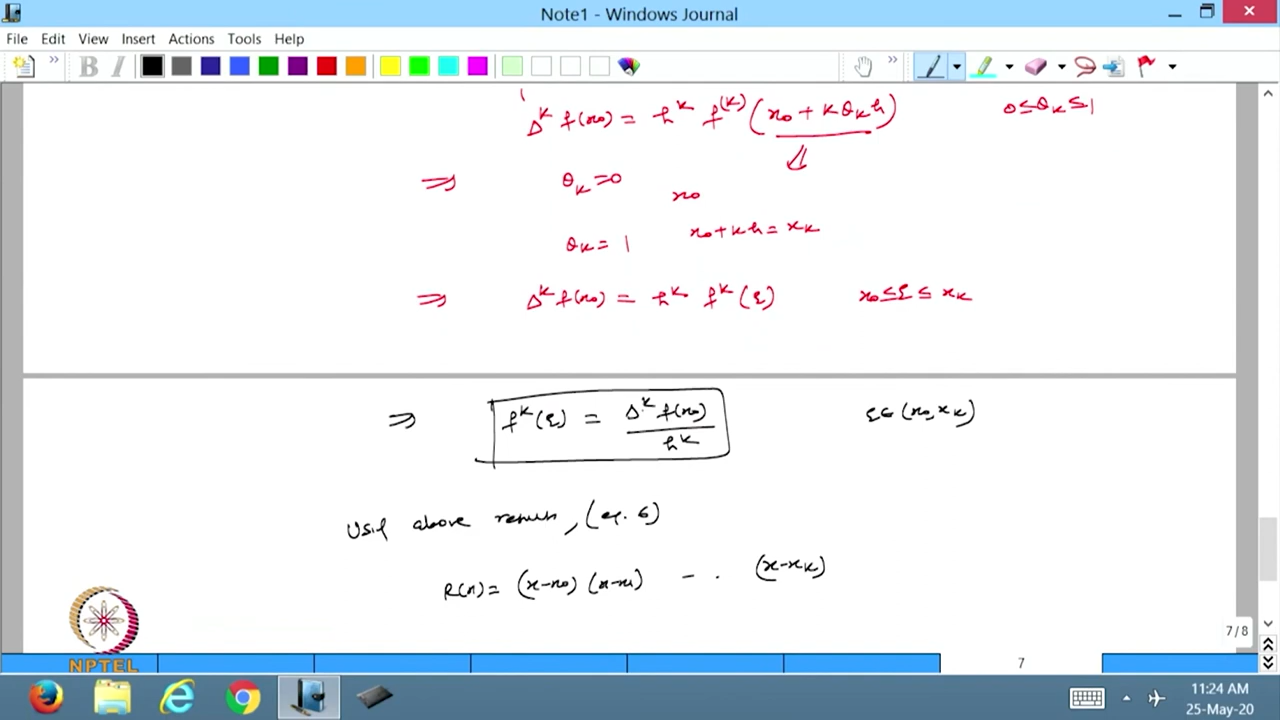 Note1 - Windows Journal
File Edit View Insert Actions Tools Help
Δ^k f(x0) = h^k f^(k) (x0 + kθ_k h) 0≤θ_k≤1
⇒ θ_k=0 x0
θ_k = 1 x0+kh = x_k
⇒ Δ^k f(x0) = h^k f^k (ξ) x0≤ξ≤x_k
⇒ f^k(ξ) = Δ^k f(x0) / h^k ξ∈(x0, x_k)
above (eq. 6)
R(x) = (x-x0) (x-x1) - . (x-x_k)
7/8
NPTEL
7
11:24 AM
25-May-20